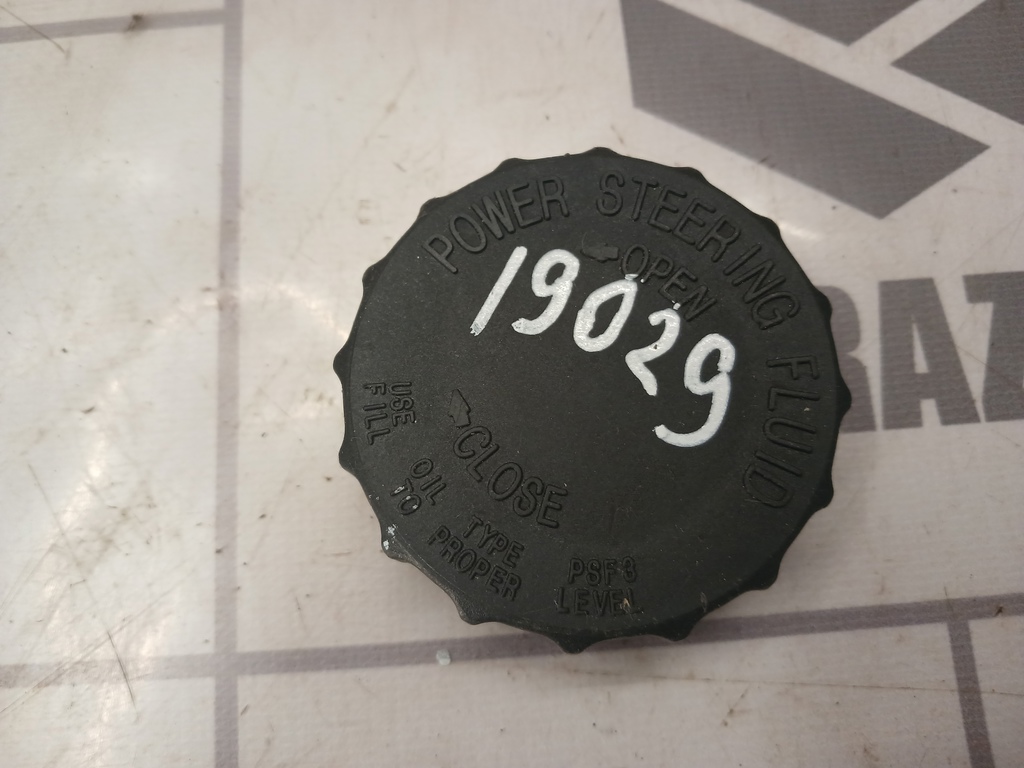 POWER STEERING FLUID
OPEN
19029
CLOSE
USE OIL TYPE PSF3
FILL TO PROPER LEVEL